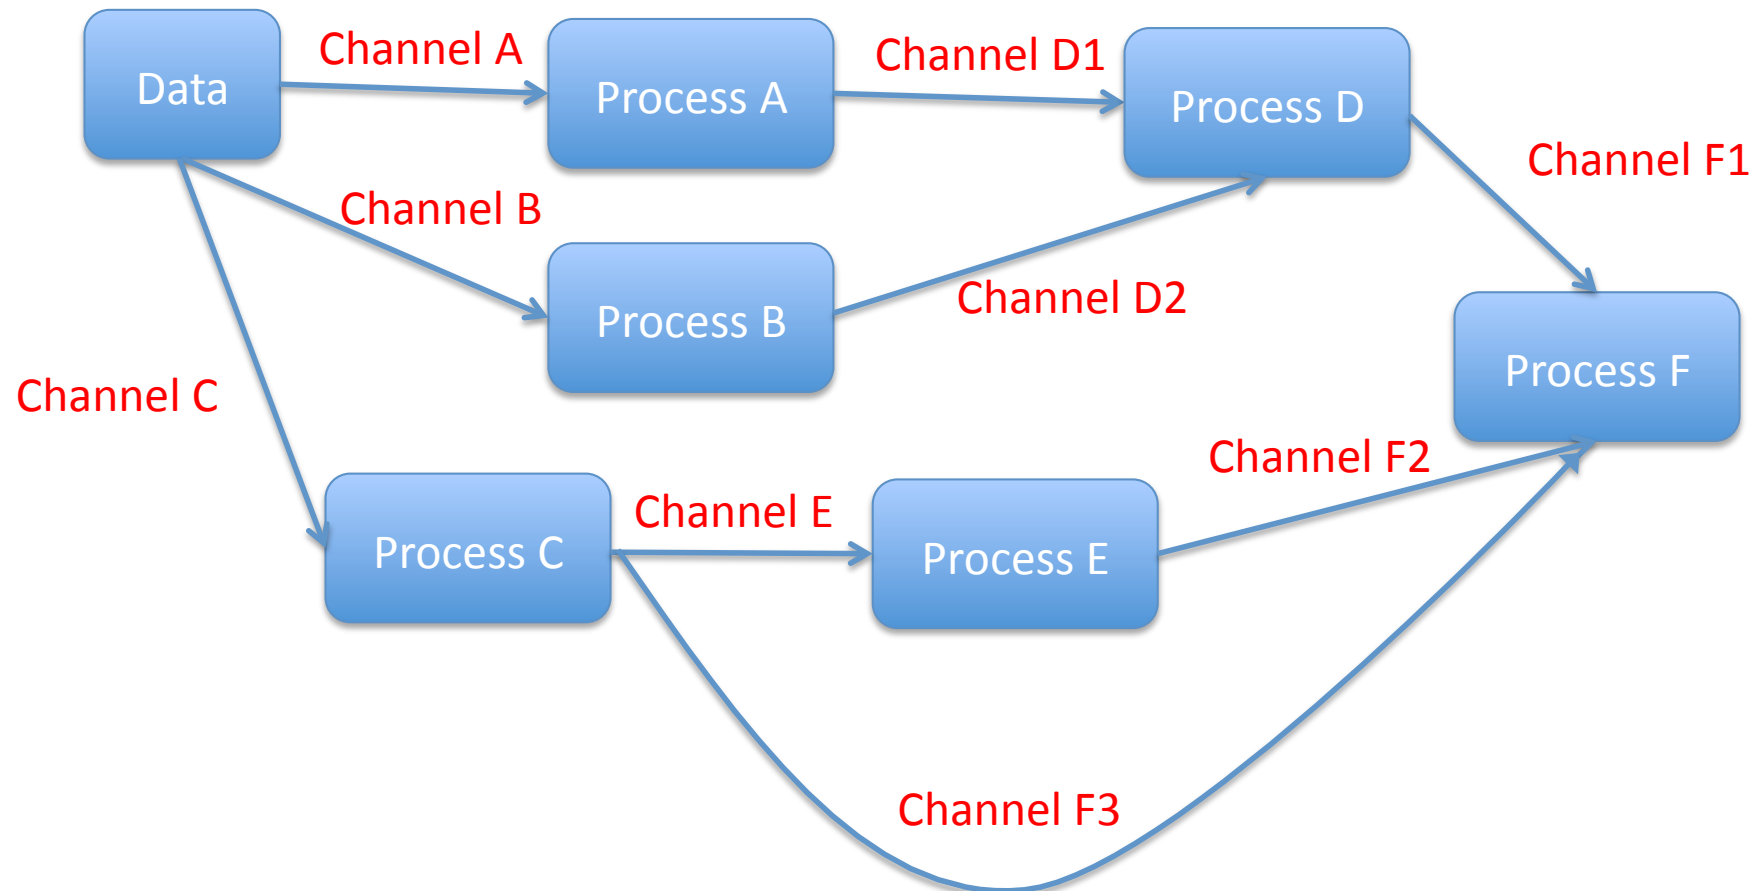 Data
Channel A
Process A
Channel D1
Process D
Channel F1
Channel B
Process B
Channel D2
Process F
Channel C
Channel F2
Process C
Channel E
Process E
Channel F3